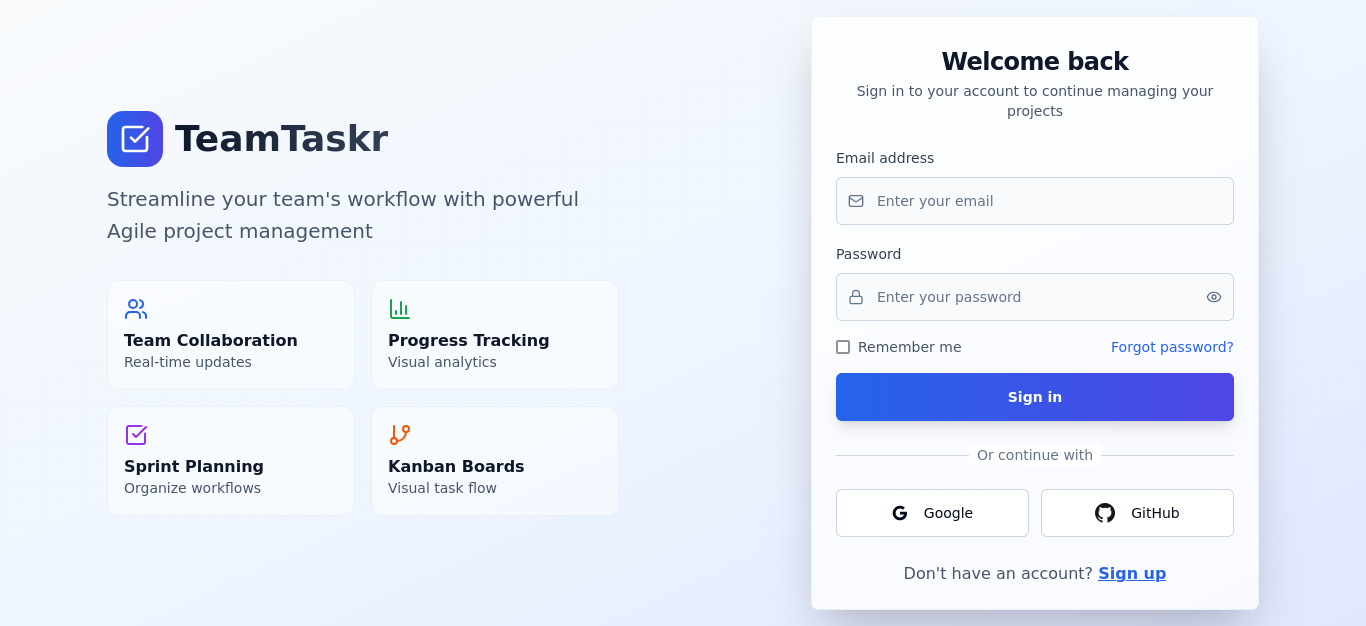 TeamTaskr
Streamline your team's workflow with powerful
Agile project management
Team Collaboration
Real-time updates
Progress Tracking
Visual analytics
Sprint Planning
Organize workflows
Kanban Boards
Visual task flow
Welcome back
Sign in to your account to continue managing your
projects
Email address
Enter your email
Password
Enter your password
Remember me
Forgot password?
Sign in
Or continue with
Google
GitHub
Don't have an account? Sign up